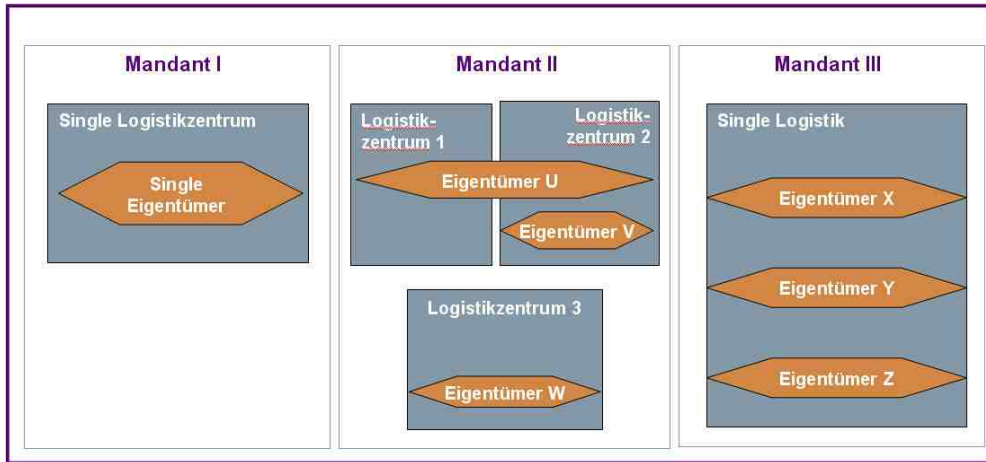 Mandant I
Single Logistikzentrum
Single
Eigentümer
Mandant II
Logistik-
zentrum 1
Logistik-
zentrum 2
Eigentümer U
Eigentümer V
Logistikzentrum 3
Eigentümer W
Mandant III
Single Logistik
Eigentümer X
Eigentümer Y
Eigentümer Z